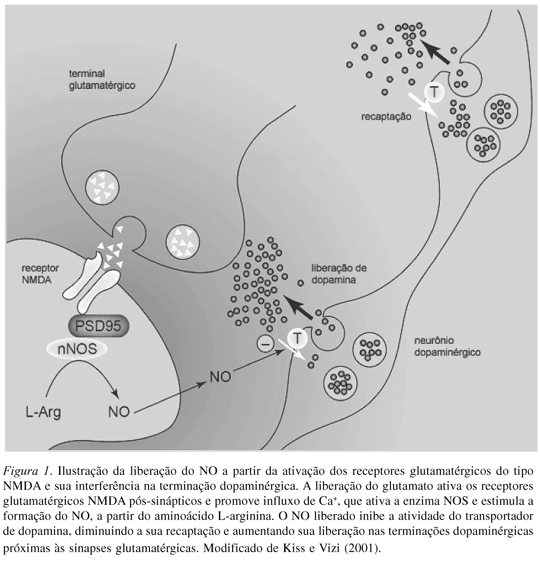 terminal
glutamatérgico
T
recaptação
receptor
NMDA
liberação de
dopamina
PSD95
nNOS
–
T
neurônio
dopaminérgico
NO
L-Arg
NO
Figura 1. Ilustração da liberação do NO a partir da ativação dos receptores glutamatérgicos do tipo
NMDA e sua interferência na terminação dopaminérgica. A liberação do glutamato ativa os receptores
glutamatérgicos NMDA pós-sinápticos e promove influxo de Ca⁺, que ativa a enzima NOS e estimula a
formação do NO, a partir do aminoácido L-arginina. O NO liberado inibe a atividade do transportador
de dopamina, diminuindo a sua recaptação e aumentando sua liberação nas terminações dopaminérgicas
próximas às sinapses glutamatérgicas. Modificado de Kiss e Vizi (2001).